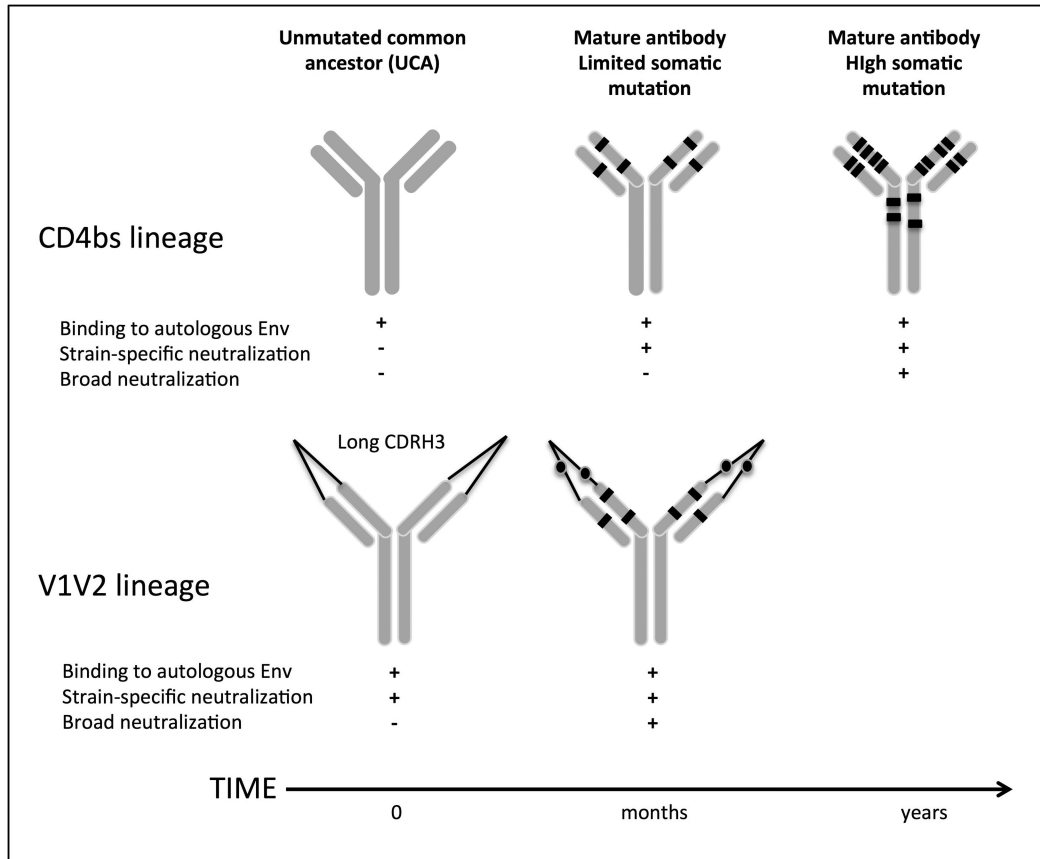 Unmutated common
ancestor (UCA)
Mature antibody
Limited somatic
mutation
Mature antibody
HIgh somatic
mutation
CD4bs lineage
Binding to autologous Env + + +
Strain-specific neutralization - + +
Broad neutralization - - +
Long CDRH3
V1V2 lineage
Binding to autologous Env + +
Strain-specific neutralization + +
Broad neutralization - +
TIME
0 months years